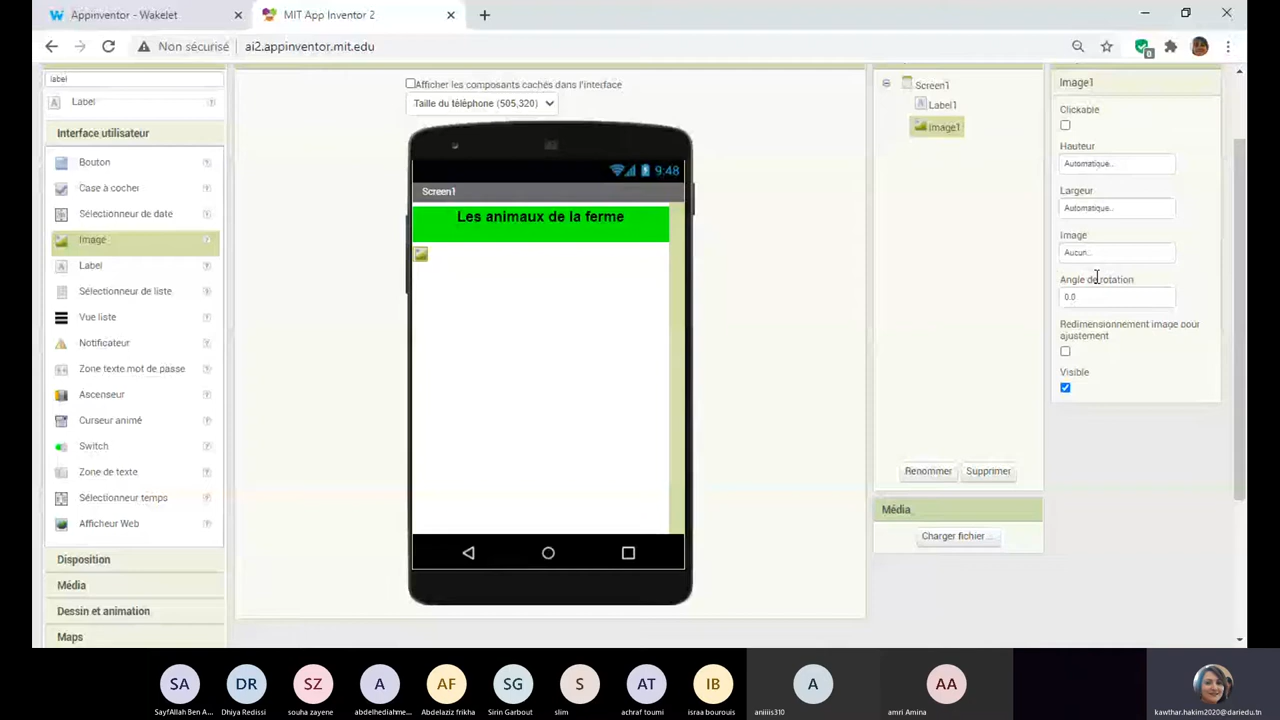 Appinventor - Wakelet
MIT App Inventor 2
Non sécurisé
ai2.appinventor.mit.edu
label
Label
Interface utilisateur
Bouton
Case à cocher
Sélectionneur de date
Image
Label
Sélectionneur de liste
Vue liste
Notificateur
Zone texte mot de passe
Ascenseur
Curseur animé
Switch
Zone de texte
Sélectionneur temps
Afficheur Web
Disposition
Média
Dessin et animation
Maps
Afficher les composants cachés dans l'interface
Taille du téléphone (505,320)
9:48
Screen1
Les animaux de la ferme
Screen1
Label1
Image1
Renommer
Supprimer
Média
Charger fichier ...
Image1
Clickable
Hauteur
Automatique...
Largeur
Automatique...
Image
Aucun...
Angle de rotation
0.0
Redimensionnement image pour
ajustement
Visible
SA
DR
SZ
A
AF
SG
S
AT
IB
A
AA
SayfAllah Ben A...
Dhiya Redissi
souha zayene
abdelhediahme...
Abdelaziz frikha
Sirin Garbout
slim
achraf toumi
israa bourouis
aniiiis310
amri Amina
kawthar.hakim2020@dariedu.tn